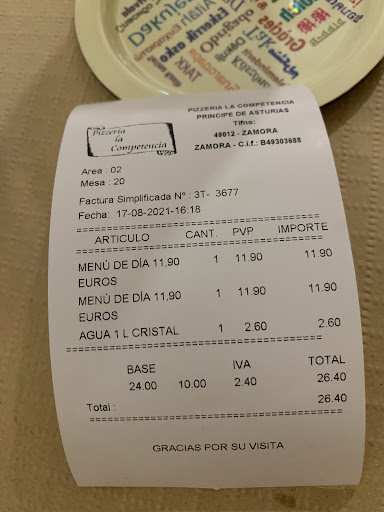 Dakujem
Obrigado
Gracies
Pizzeria
la
Competencia
PIZZERIA LA COMPETENCIA
PRINCIPE DE ASTURIAS
Tlfno:
49012 - ZAMORA
ZAMORA - C.i.f.: B49303688
Area : 02
Mesa : 20
Factura Simplificada Nº : 3T- 3677
Fecha: 17-08-2021-16:18
ARTICULO CANT. PVP IMPORTE
MENÚ DE DÍA 11,90 1 11.90 11.90
EUROS
MENÚ DE DÍA 11,90 1 11.90 11.90
EUROS
AGUA 1 L CRISTAL 1 2.60 2.60
BASE IVA TOTAL
24.00 10.00 2.40 26.40
Total : 26.40
GRACIAS POR SU VISITA